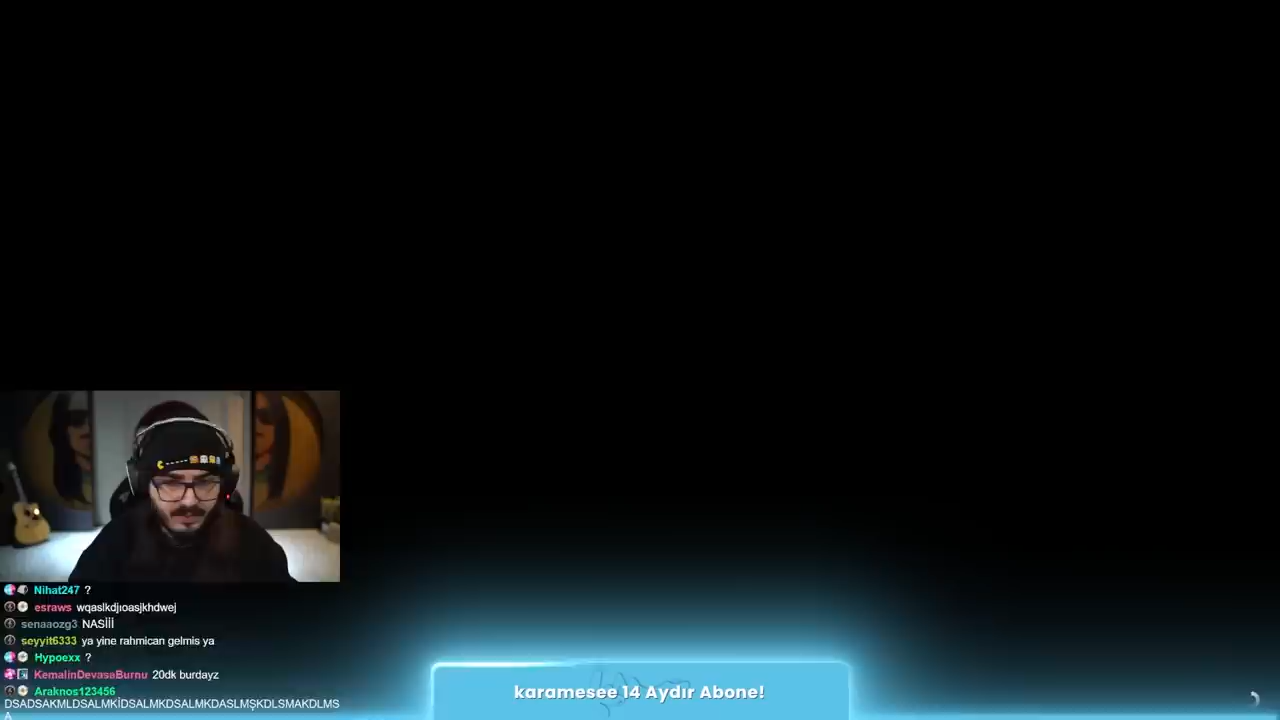 Nihat247 ?
esraws wqaslkdjıoasjkhdwej
senaaozg3 NASİİİ
seyyit6333 ya yine rahmican gelmis ya
Hypoexx ?
KemalinDevasaBurnu 20dk burdayz
Araknos123456
DSADSAKMLDSALMKİDSALMKDSALMKDASLMŞKDLSMAKDLMS
A
karamesee 14 Aydır Abone!